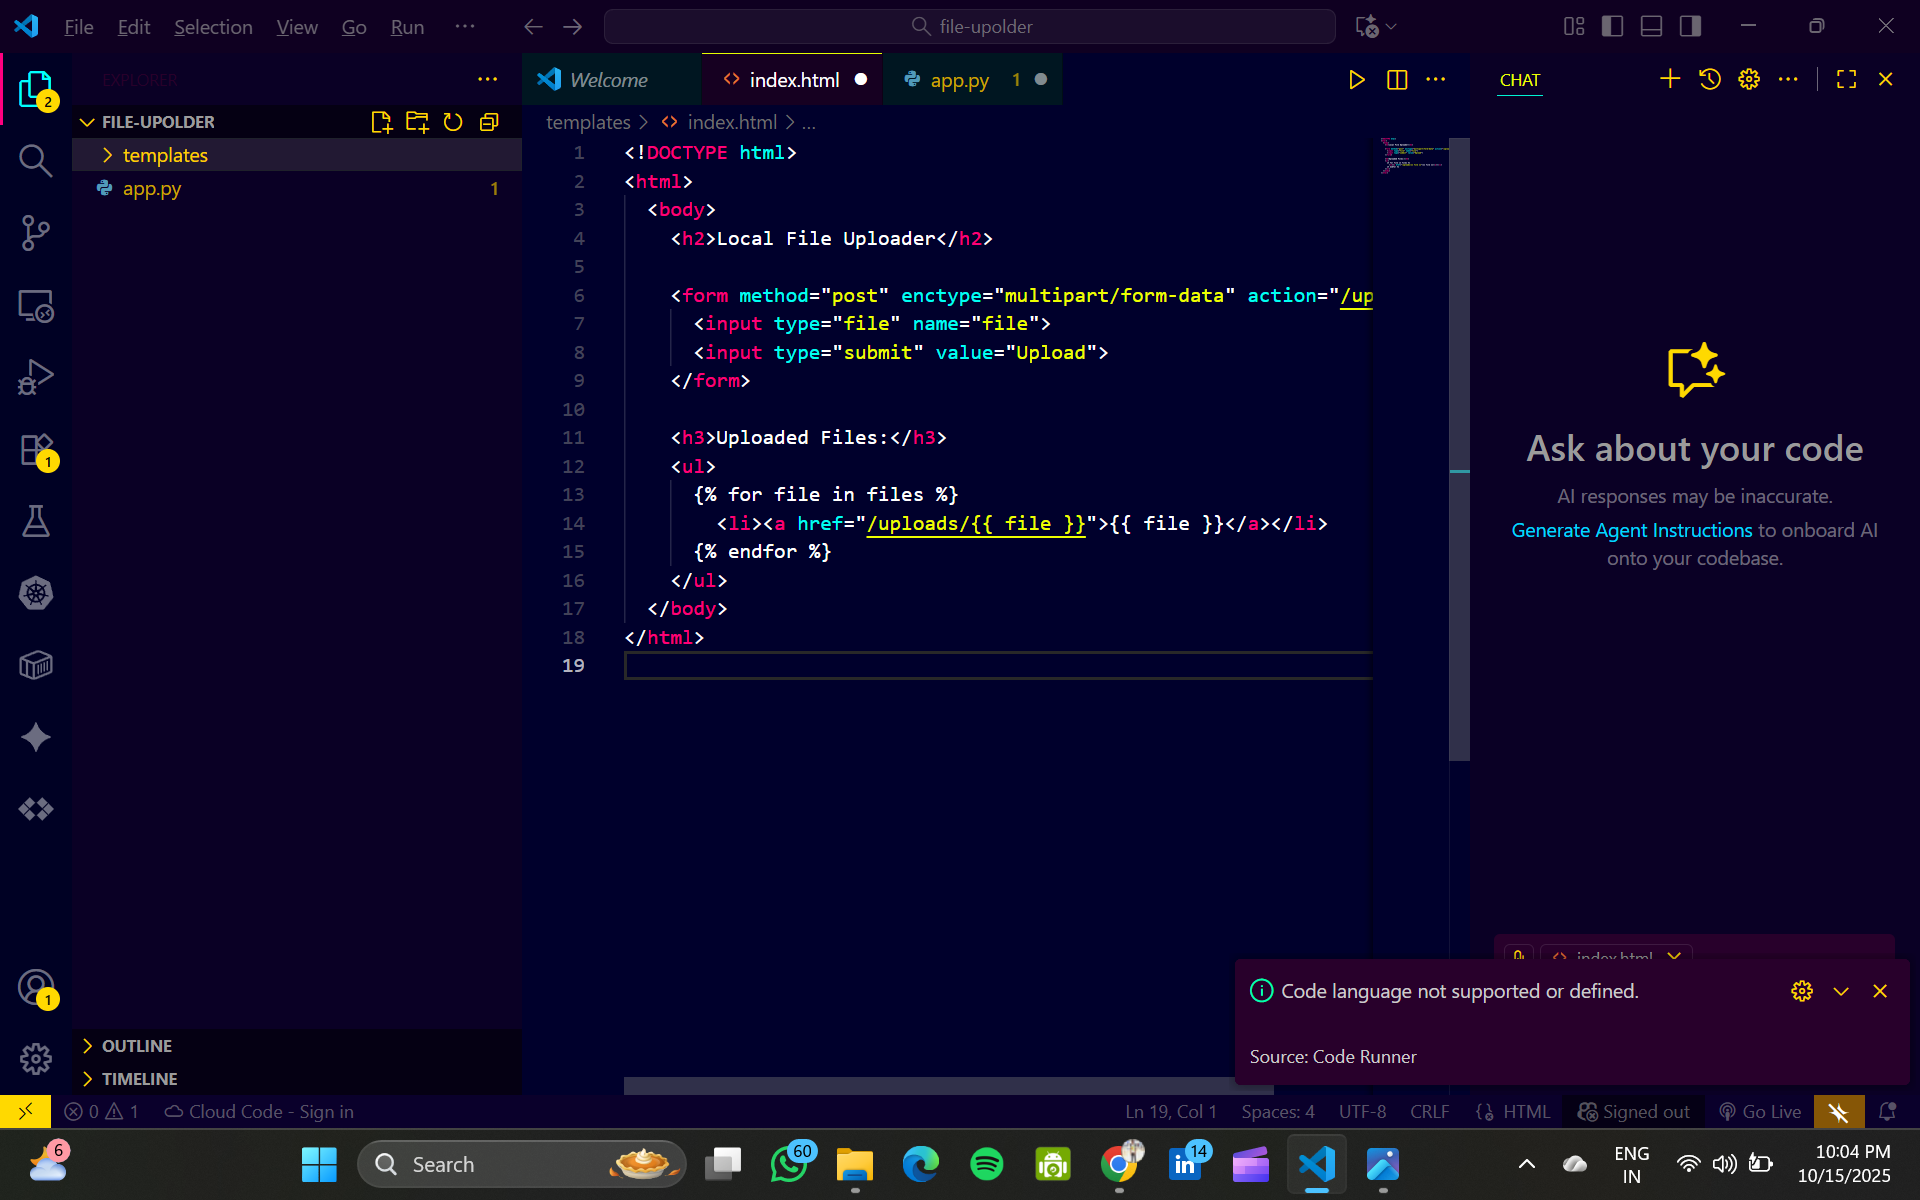 File Edit Selection View Go Run ···
file-upolder
EXPLORER
FILE-UPOLDER
templates
app.py 1
2
1
1
OUTLINE
TIMELINE
Welcome index.html app.py 1
templates > index.html > ...
1 <!DOCTYPE html>
2 <html>
3 <body>
4 <h2>Local File Uploader</h2>
5
6 <form method="post" enctype="multipart/form-data" action="/up
7 <input type="file" name="file">
8 <input type="submit" value="Upload">
9 </form>
10
11 <h3>Uploaded Files:</h3>
12 <ul>
13 {% for file in files %}
14 <li><a href="/uploads/{{ file }}">{{ file }}</a></li>
15 {% endfor %}
16 </ul>
17 </body>
18 </html>
19
CHAT
Ask about your code
AI responses may be inaccurate.
Generate Agent Instructions to onboard AI
onto your codebase.
index.html
Code language not supported or defined.
Source: Code Runner
0 1 Cloud Code - Sign in
Ln 19, Col 1 Spaces: 4 UTF-8 CRLF HTML Signed out Go Live
6
Search
60
14
ENG
IN
10:04 PM
10/15/2025